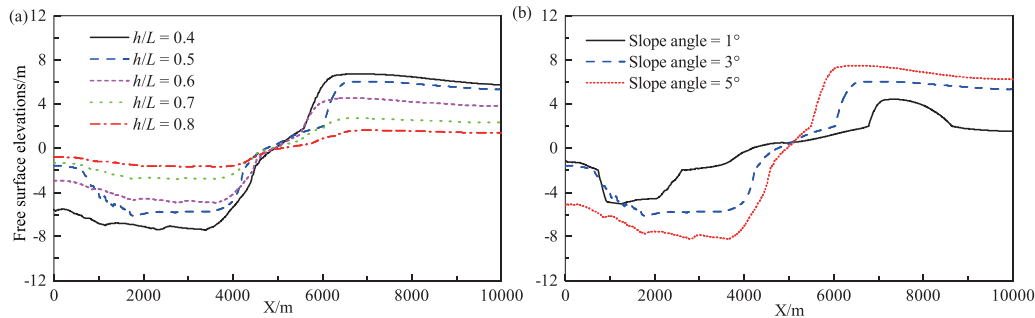 (a)
12
8
4
0
-4
-8
-12
Free surface elevations/m
h/L = 0.4
h/L = 0.5
h/L = 0.6
h/L = 0.7
h/L = 0.8
0 2000 4000 6000 8000 10000
X/m
(b)
12
8
4
0
-4
-8
-12
Slope angle = 1°
Slope angle = 3°
Slope angle = 5°
0 2000 4000 6000 8000 10000
X/m